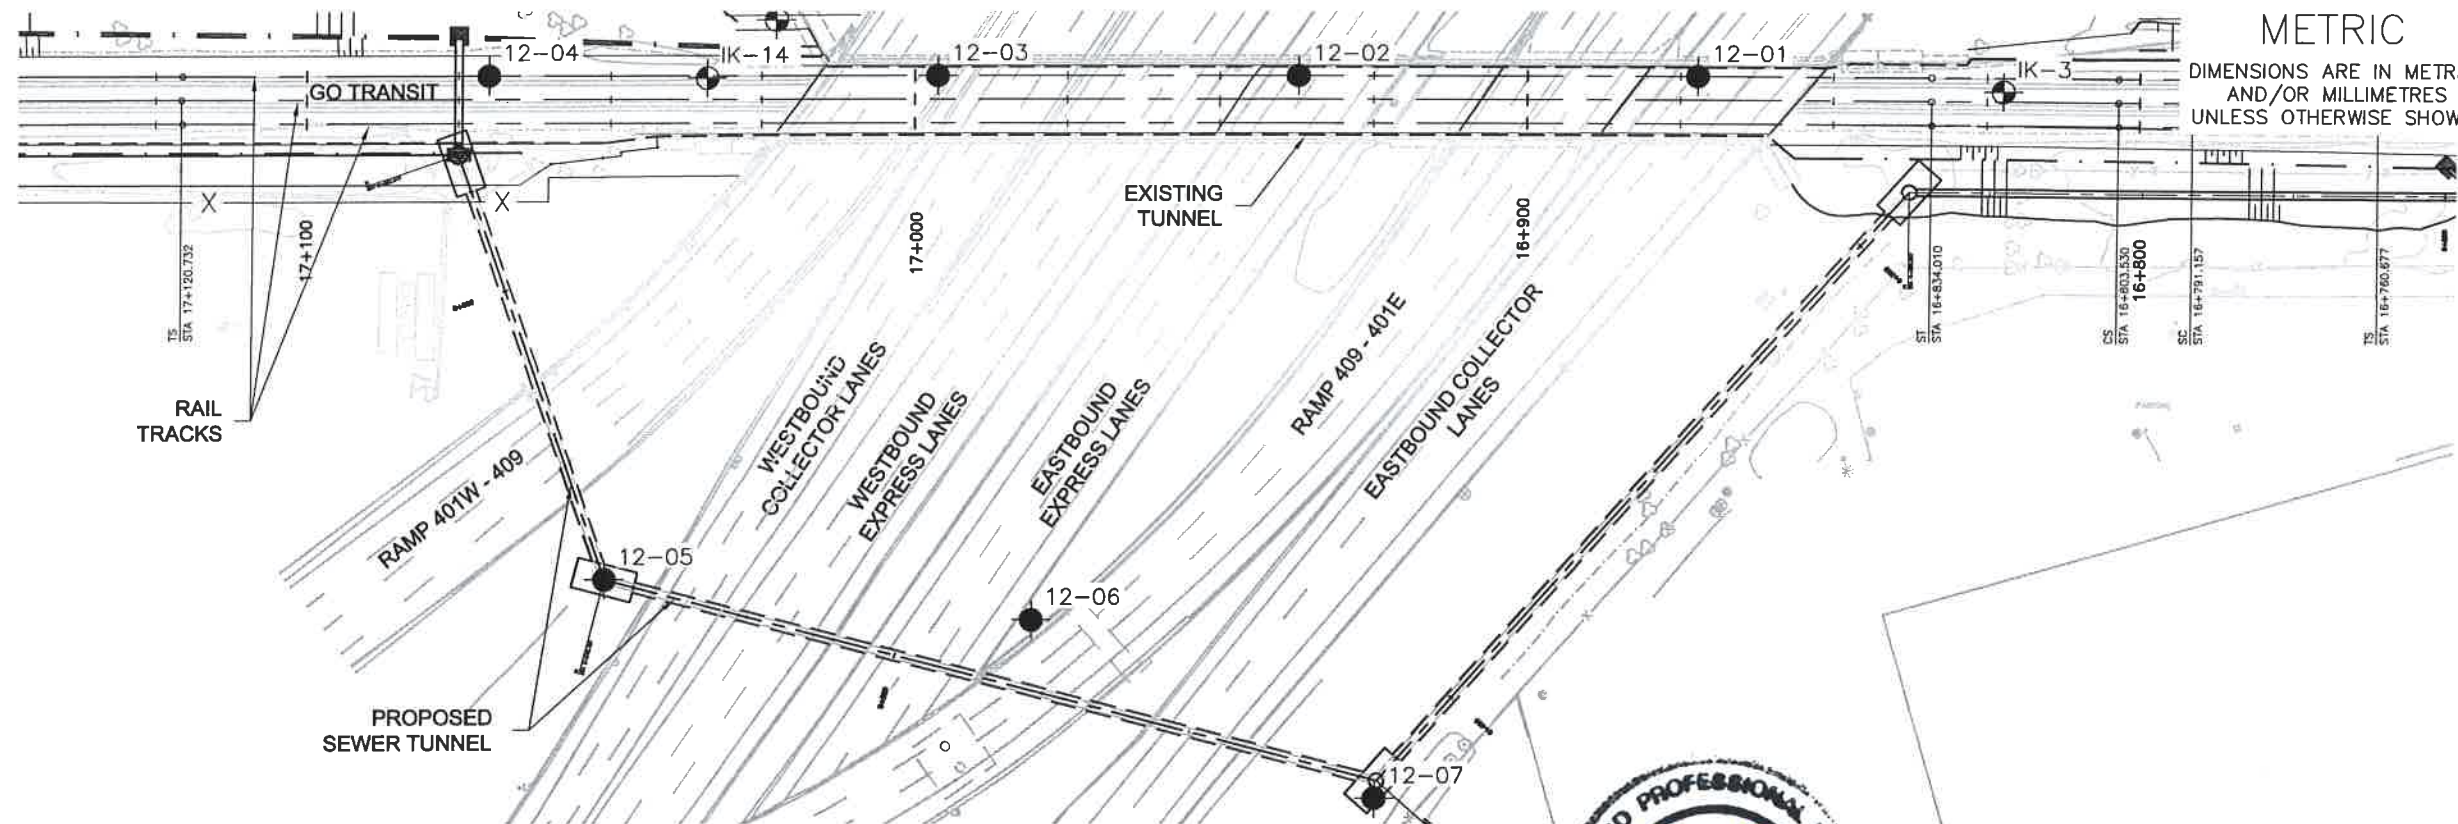 METRIC
DIMENSIONS ARE IN METR
AND/OR MILLIMETRES
UNLESS OTHERWISE SHOW
12-04
IK-14
12-03
12-02
12-01
IK-3
GO TRANSIT
EXISTING
TUNNEL
X
X
17+100
17+000
16+900
16+800
TS
STA 17+120.732
ST
STA 16+834.010
CS
STA 16+803.530
SC
STA 16+791.157
TS
STA 16+760.677
RAIL
TRACKS
RAMP 401W - 409
WESTBOUND
COLLECTOR LANES
WESTBOUND
EXPRESS LANES
EASTBOUND
EXPRESS LANES
RAMP 409 - 401E
EASTBOUND COLLECTOR
LANES
12-05
12-06
12-07
PROPOSED
SEWER TUNNEL
PROFESSIONAL